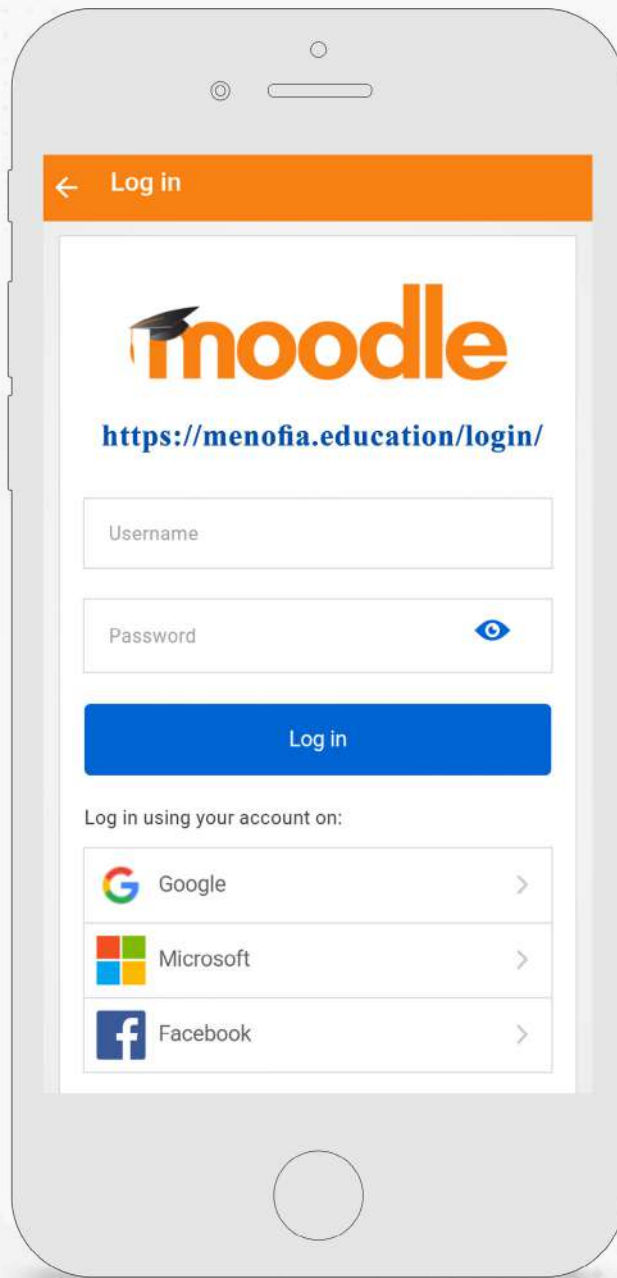 Log in
moodle
https://menofia.education/login/
Username
Password
Log in
Log in using your account on:
Google
Microsoft
Facebook